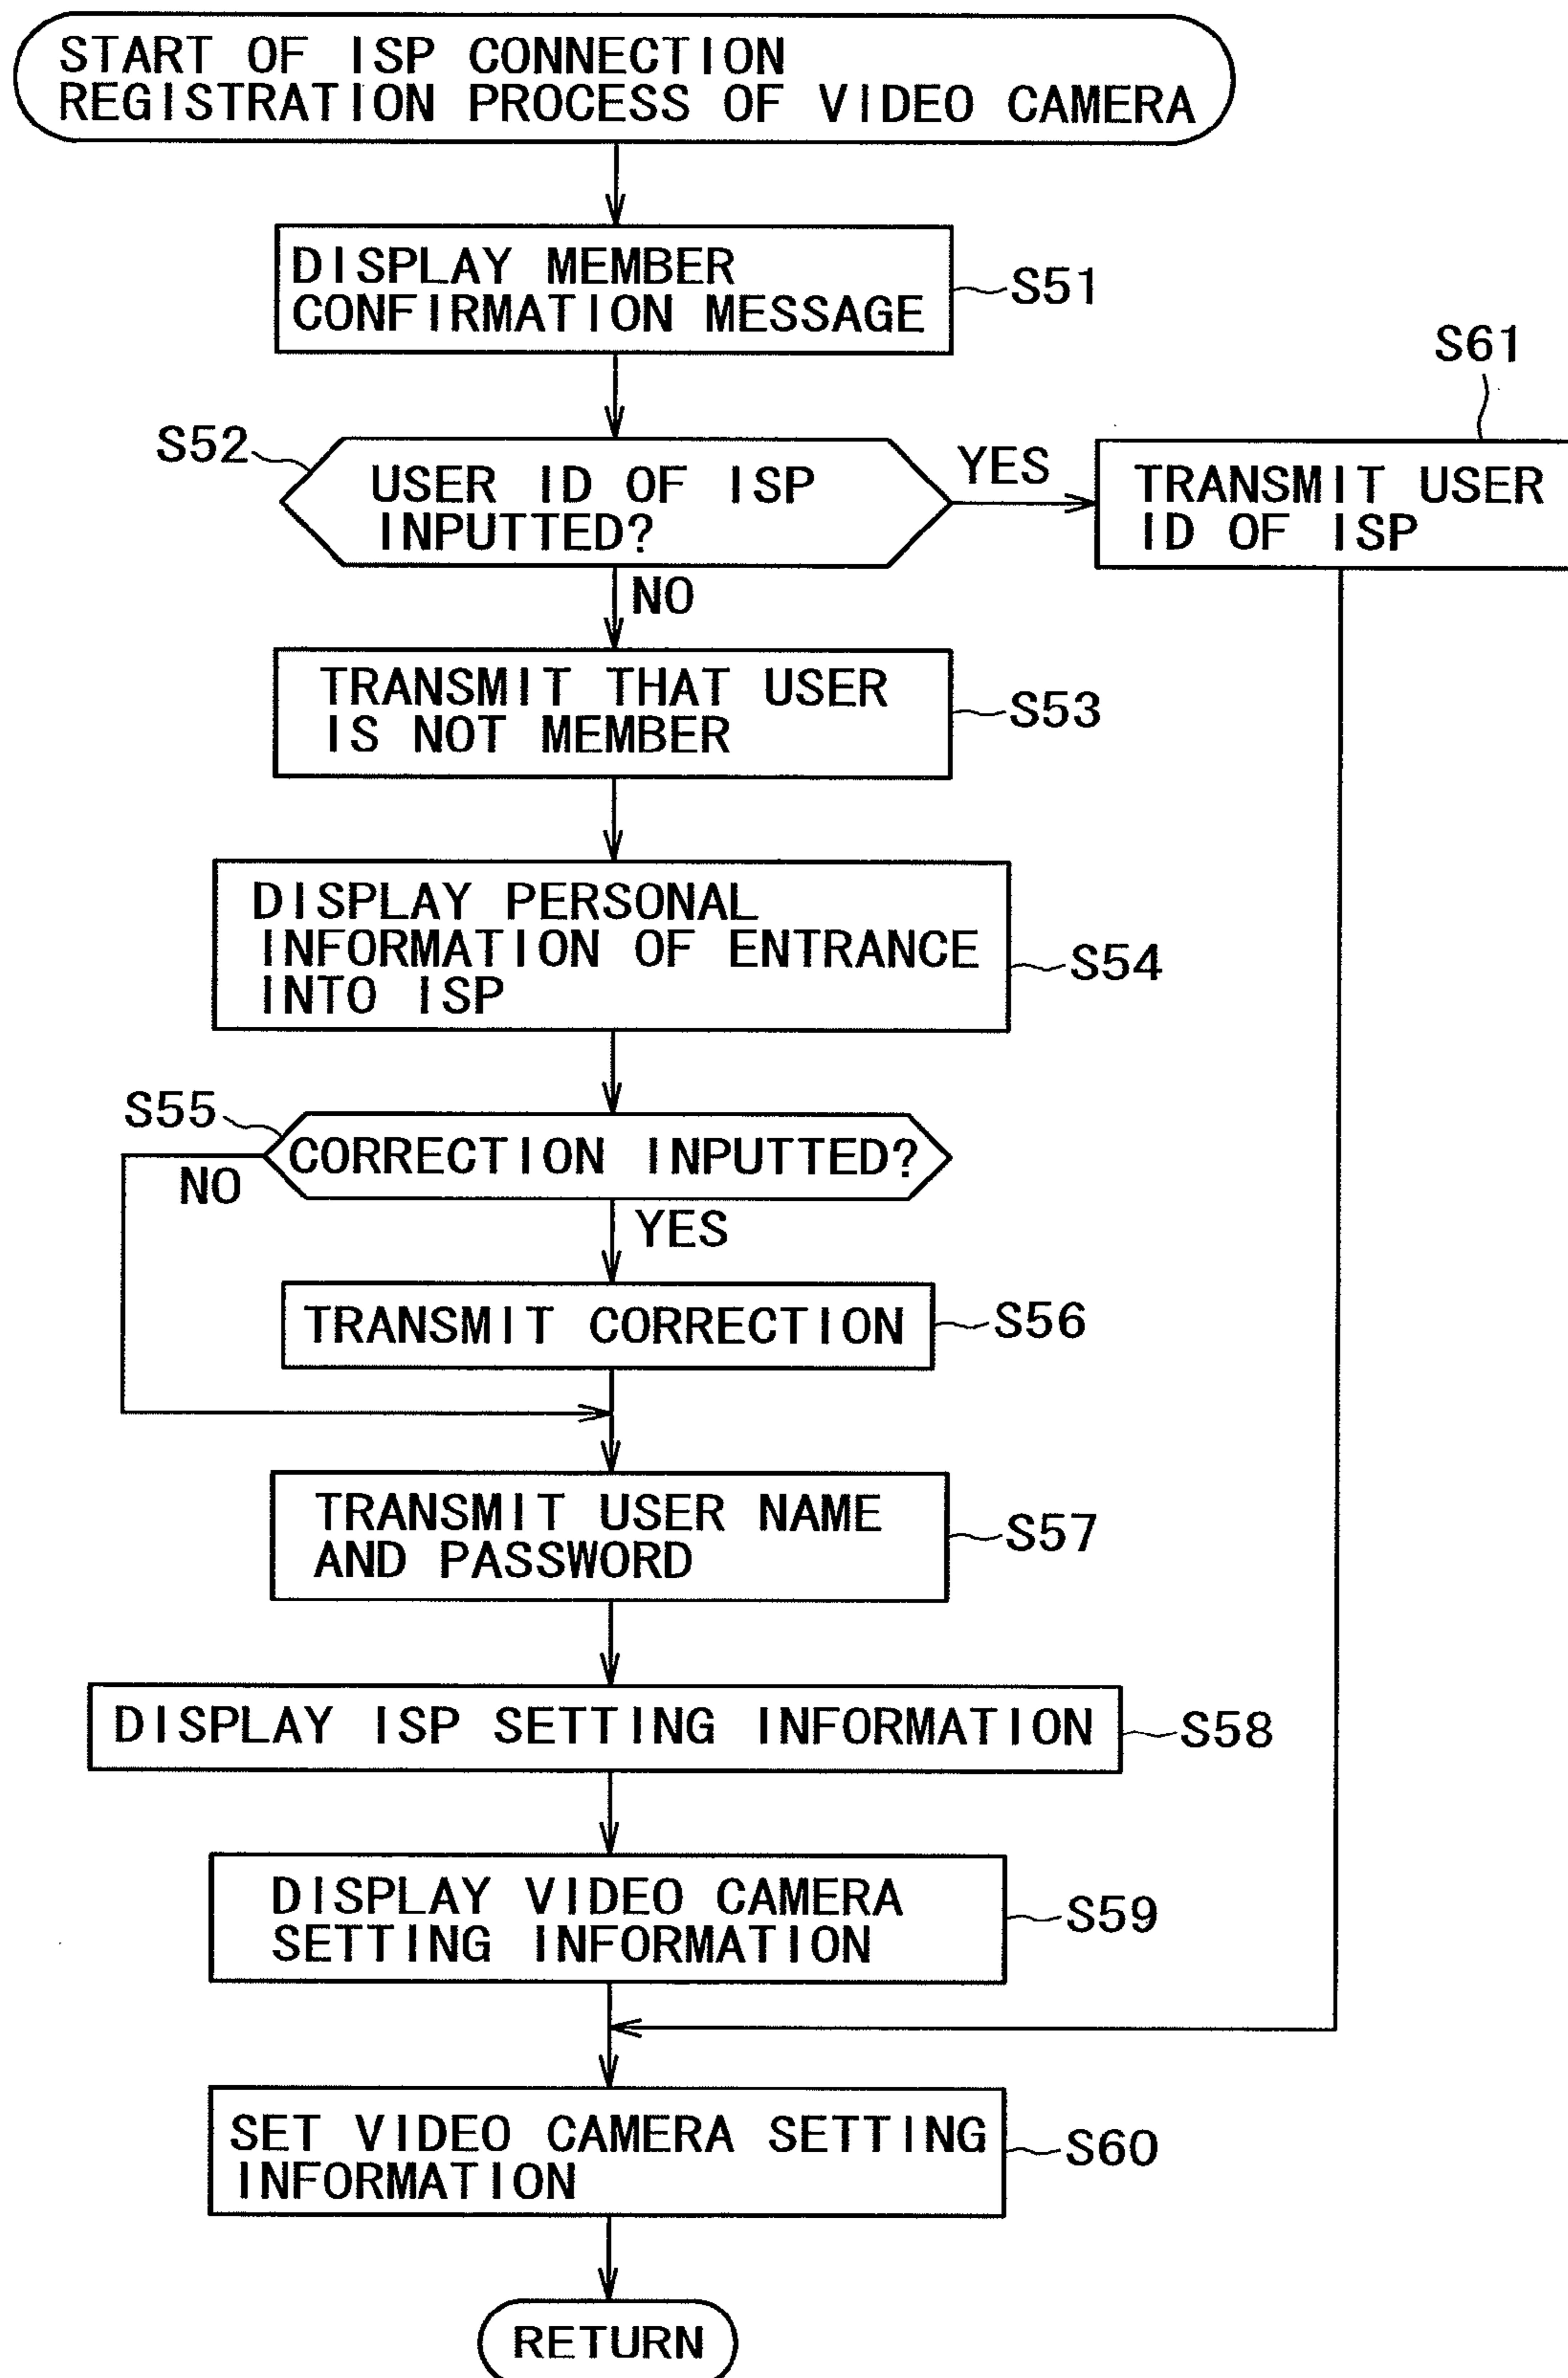 START OF ISP CONNECTION
REGISTRATION PROCESS OF VIDEO CAMERA
DISPLAY MEMBER
CONFIRMATION MESSAGE
S51
S61
S52
USER ID OF ISP
INPUTTED?
YES
TRANSMIT USER
ID OF ISP
NO
TRANSMIT THAT USER
IS NOT MEMBER
S53
DISPLAY PERSONAL
INFORMATION OF ENTRANCE
INTO ISP
S54
S55
CORRECTION INPUTTED?
NO
YES
TRANSMIT CORRECTION
S56
TRANSMIT USER NAME
AND PASSWORD
S57
DISPLAY ISP SETTING INFORMATION
S58
DISPLAY VIDEO CAMERA
SETTING INFORMATION
S59
SET VIDEO CAMERA SETTING
INFORMATION
S60
RETURN